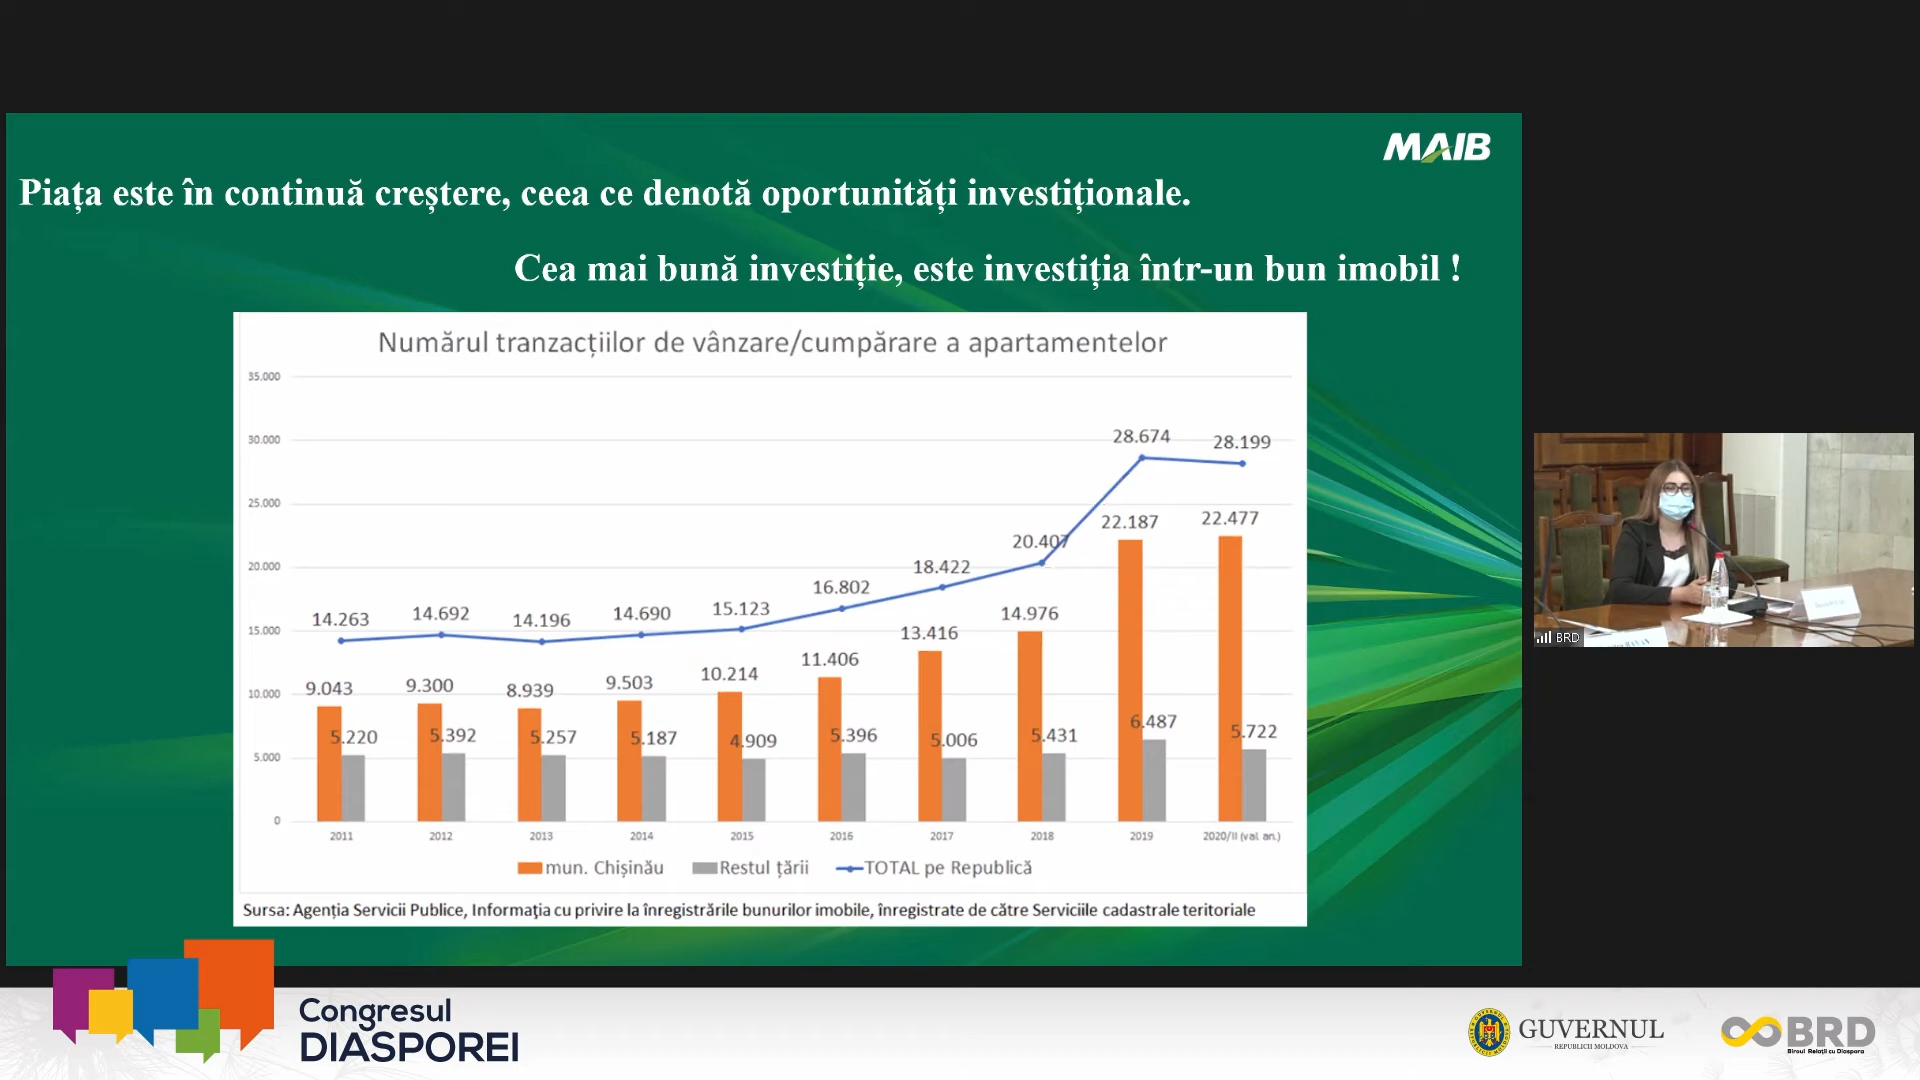 MAIB
Piața este în continuă creștere, ceea ce denotă oportunități investiționale.
Cea mai bună investiție, este investiția într-un bun imobil !
Numărul tranzacțiilor de vânzare/cumpărare a apartamentelor
35.000
30.000
25.000
20.000
15.000
10.000
5.000
0
14.263
14.692
14.196
14.690
15.123
16.802
18.422
20.407
28.674
28.199
9.043
9.300
8.939
9.503
10.214
11.406
13.416
14.976
22.187
22.477
5.220
5.392
5.257
5.187
4.909
5.396
5.006
5.431
6.487
5.722
2011
2012
2013
2014
2015
2016
2017
2018
2019
2020/II (val. an.)
mun. Chișinău
Restul țării
TOTAL pe Republică
Sursa: Agenția Servicii Publice, Informaţia cu privire la înregistrările bunurilor imobile, înregistrate de către Serviciile cadastrale teritoriale
BRD
Congresul
DIASPOREI
GUVERNUL
REPUBLICII MOLDOVA
BRD
Biroul Relații cu Diaspora